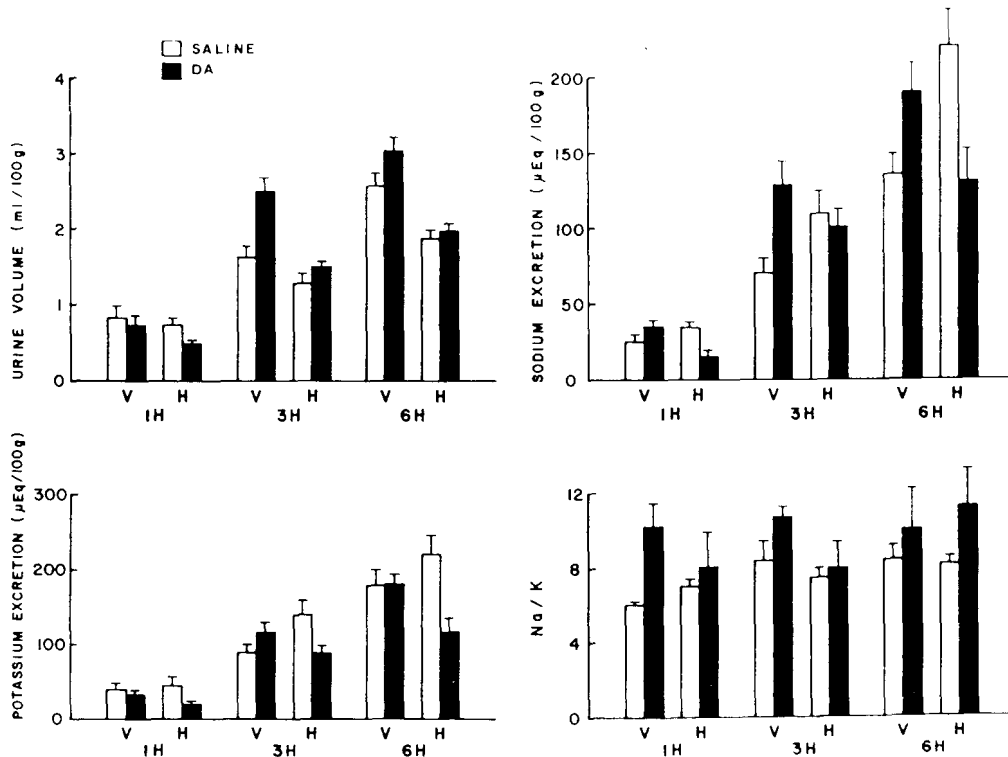 SALINE
DA
URINE VOLUME (ml/100g)
4
3
2
1
0
V H V H V H
1H 3H 6H
SODIUM EXCRETION (µEq/100g)
200
150
100
50
0
V H V H V H
1H 3H 6H
POTASSIUM EXCRETION (µEq/100g)
300
200
100
0
V H V H V H
1H 3H 6H
Na/K
12
8
4
0
V H V H V H
1H 3H 6H